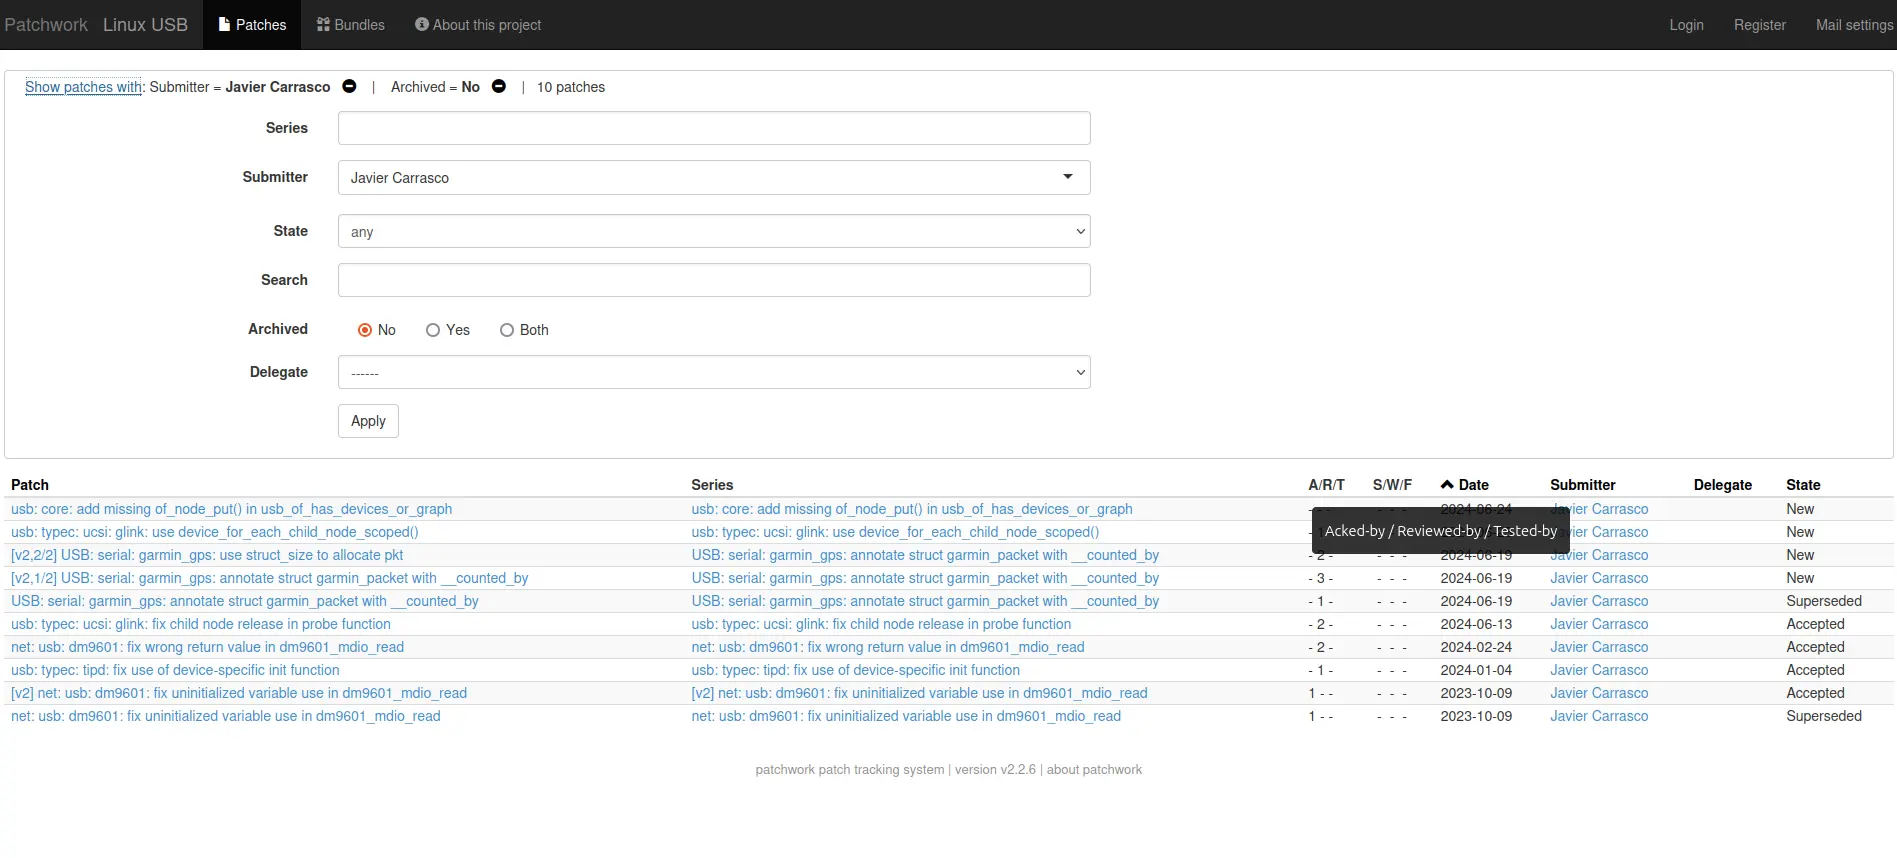 Patchwork Linux USB Patches Bundles About this project Login Register Mail settings
Show patches with: Submitter = Javier Carrasco | Archived = No | 10 patches
Series
Submitter Javier Carrasco
State any
Search
Archived No Yes Both
Delegate ------
Apply
Patch Series A/R/T S/W/F Date Submitter Delegate State
usb: core: add missing of_node_put() in usb_of_has_devices_or_graph usb: core: add missing of_node_put() in usb_of_has_devices_or_graph - - - 2024-06-24 Javier Carrasco New
usb: typec: ucsi: glink: use device_for_each_child_node_scoped() usb: typec: ucsi: glink: use device_for_each_child_node_scoped() Javier Carrasco New
Acked-by / Reviewed-by / Tested-by
[v2,2/2] USB: serial: garmin_gps: use struct_size to allocate pkt USB: serial: garmin_gps: annotate struct garmin_packet with __counted_by - 2 - - - - 2024-06-19 Javier Carrasco New
[v2,1/2] USB: serial: garmin_gps: annotate struct garmin_packet with __counted_by USB: serial: garmin_gps: annotate struct garmin_packet with __counted_by - 3 - - - - 2024-06-19 Javier Carrasco New
USB: serial: garmin_gps: annotate struct garmin_packet with __counted_by USB: serial: garmin_gps: annotate struct garmin_packet with __counted_by - 1 - - - - 2024-06-19 Javier Carrasco Superseded
usb: typec: ucsi: glink: fix child node release in probe function usb: typec: ucsi: glink: fix child node release in probe function - 2 - - - - 2024-06-13 Javier Carrasco Accepted
net: usb: dm9601: fix wrong return value in dm9601_mdio_read net: usb: dm9601: fix wrong return value in dm9601_mdio_read - 2 - - - - 2024-02-24 Javier Carrasco Accepted
usb: typec: tipd: fix use of device-specific init function usb: typec: tipd: fix use of device-specific init function - 1 - - - - 2024-01-04 Javier Carrasco Accepted
[v2] net: usb: dm9601: fix uninitialized variable use in dm9601_mdio_read [v2] net: usb: dm9601: fix uninitialized variable use in dm9601_mdio_read 1 - - - - - 2023-10-09 Javier Carrasco Accepted
net: usb: dm9601: fix uninitialized variable use in dm9601_mdio_read net: usb: dm9601: fix uninitialized variable use in dm9601_mdio_read 1 - - - - - 2023-10-09 Javier Carrasco Superseded
patchwork patch tracking system | version v2.2.6 | about patchwork